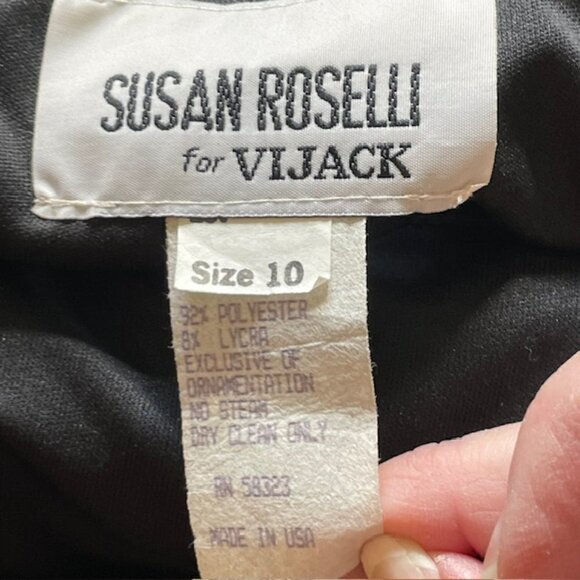 SUSAN ROSELLI
for VIJACK
Size 10
92% POLYESTER
8% LYCRA
EXCLUSIVE OF
ORNAMENTATION
NO STEAM
DRY CLEAN ONLY
RN 58323
MADE IN USA